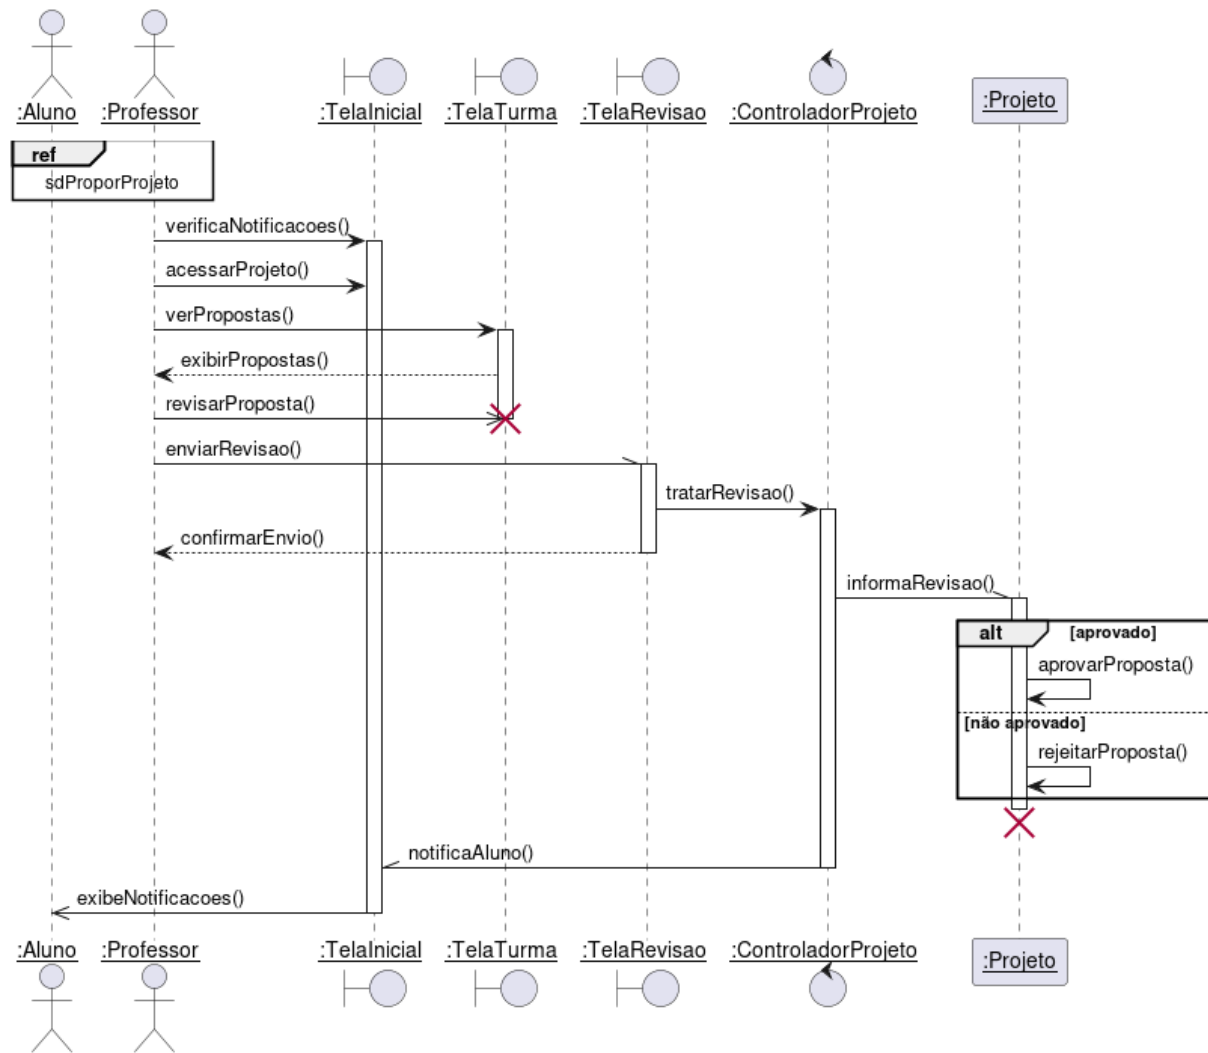 :Aluno :Professor :TelaInicial :TelaTurma :TelaRevisao :ControladorProjeto :Projeto
ref
sdProporProjeto
verificaNotificacoes()
acessarProjeto()
verPropostas()
exibirPropostas()
revisarProposta()
enviarRevisao()
tratarRevisao()
confirmarEnvio()
informaRevisao()
alt [aprovado]
aprovarProposta()
[não aprovado]
rejeitarProposta()
notificaAluno()
exibeNotificacoes()
:Aluno :Professor :TelaInicial :TelaTurma :TelaRevisao :ControladorProjeto :Projeto